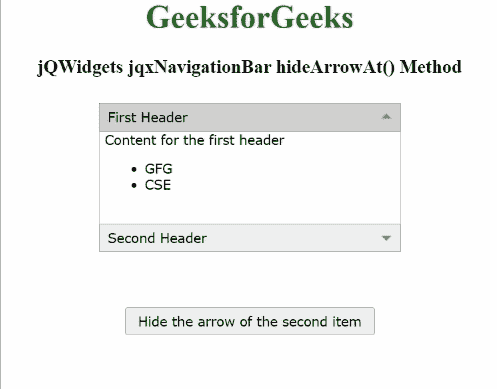 GeeksforGeeks
jQWidgets jqxNavigationBar hideArrowAt() Method
First Header
Content for the first header
GFG
CSE
Second Header
Hide the arrow of the second item